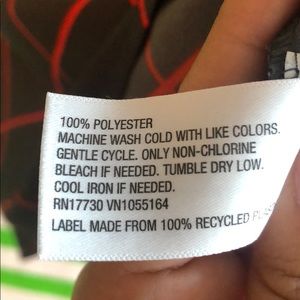 100% POLYESTER
MACHINE WASH COLD WITH LIKE COLORS.
GENTLE CYCLE. ONLY NON-CHLORINE
BLEACH IF NEEDED. TUMBLE DRY LOW.
COOL IRON IF NEEDED.
RN17730 VN1055164
LABEL MADE FROM 100% RECYCLED